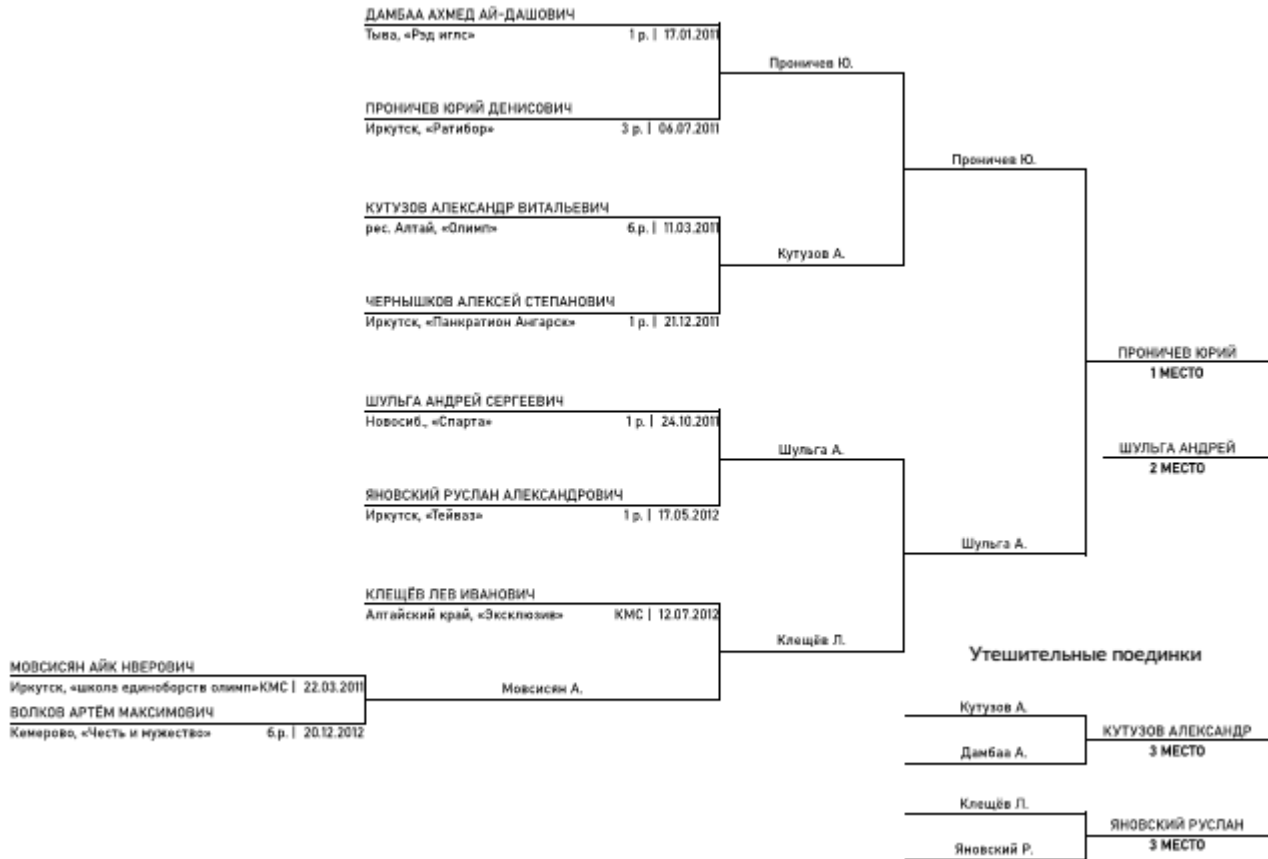 ДАМБАА АХМЕД АЙ-ДАШОВИЧ
Тыва, «Рэд иглс» 1 р. | 17.01.2011
Проничев Ю.
ПРОНИЧЕВ ЮРИЙ ДЕНИСОВИЧ
Иркутск, «Ратибор» 3 р. | 06.07.2011
Проничев Ю.
КУТУЗОВ АЛЕКСАНДР ВИТАЛЬЕВИЧ
рес. Алтай, «Олимп» б.р. | 11.03.2011
Кутузов А.
ЧЕРНЫШКОВ АЛЕКСЕЙ СТЕПАНОВИЧ
Иркутск, «Панкратион Ангарск» 1 р. | 21.12.2011
ПРОНИЧЕВ ЮРИЙ
1 МЕСТО
ШУЛЬГА АНДРЕЙ СЕРГЕЕВИЧ
Новосиб., «Спарта» 1 р. | 24.10.2011
Шульга А.
ШУЛЬГА АНДРЕЙ
2 МЕСТО
ЯНОВСКИЙ РУСЛАН АЛЕКСАНДРОВИЧ
Иркутск, «Тейваз» 1 р. | 17.05.2012
Шульга А.
КЛЕЩЁВ ЛЕВ ИВАНОВИЧ
Алтайский край, «Эксклюзив» КМС | 12.07.2012
Клещёв Л.
Утешительные поединки
МОВСИСЯН АЙК НВЕРОВИЧ
Иркутск, «школа единоборств олимп» КМС | 22.03.2011
Мовсисян А.
ВОЛКОВ АРТЁМ МАКСИМОВИЧ
Кемерово, «Честь и мужество» б.р. | 20.12.2012
Кутузов А.
КУТУЗОВ АЛЕКСАНДР
3 МЕСТО
Дамбаа А.
Клещёв Л.
ЯНОВСКИЙ РУСЛАН
3 МЕСТО
Яновский Р.